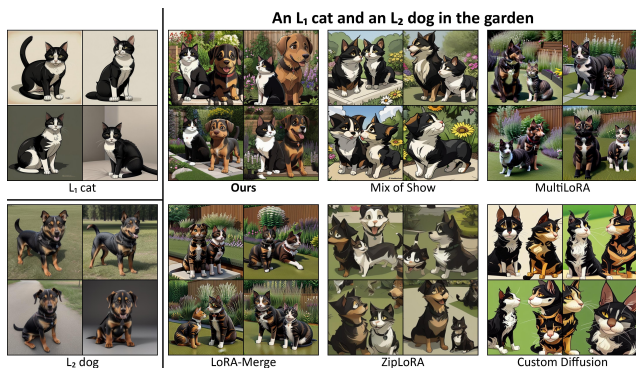 An L₁ cat and an L₂ dog in the garden
L₁ cat
Ours
Mix of Show
MultiLoRA
L₂ dog
LoRA-Merge
ZipLoRA
Custom Diffusion